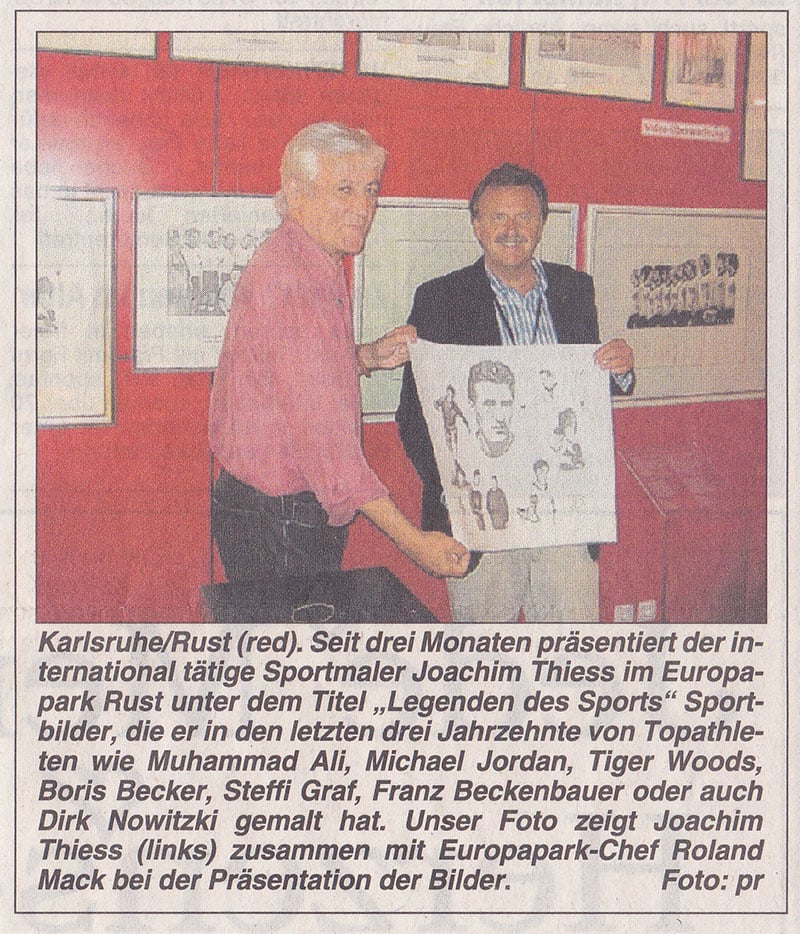 Karlsruhe/Rust (red). Seit drei Monaten präsentiert der in-
ternational tätige Sportmaler Joachim Thiess im Europa-
park Rust unter dem Titel „Legenden des Sports“ Sport-
bilder, die er in den letzten drei Jahrzehnte von Topathle-
ten wie Muhammad Ali, Michael Jordan, Tiger Woods,
Boris Becker, Steffi Graf, Franz Beckenbauer oder auch
Dirk Nowitzki gemalt hat. Unser Foto zeigt Joachim
Thiess (links) zusammen mit Europapark-Chef Roland
Mack bei der Präsentation der Bilder. Foto: pr